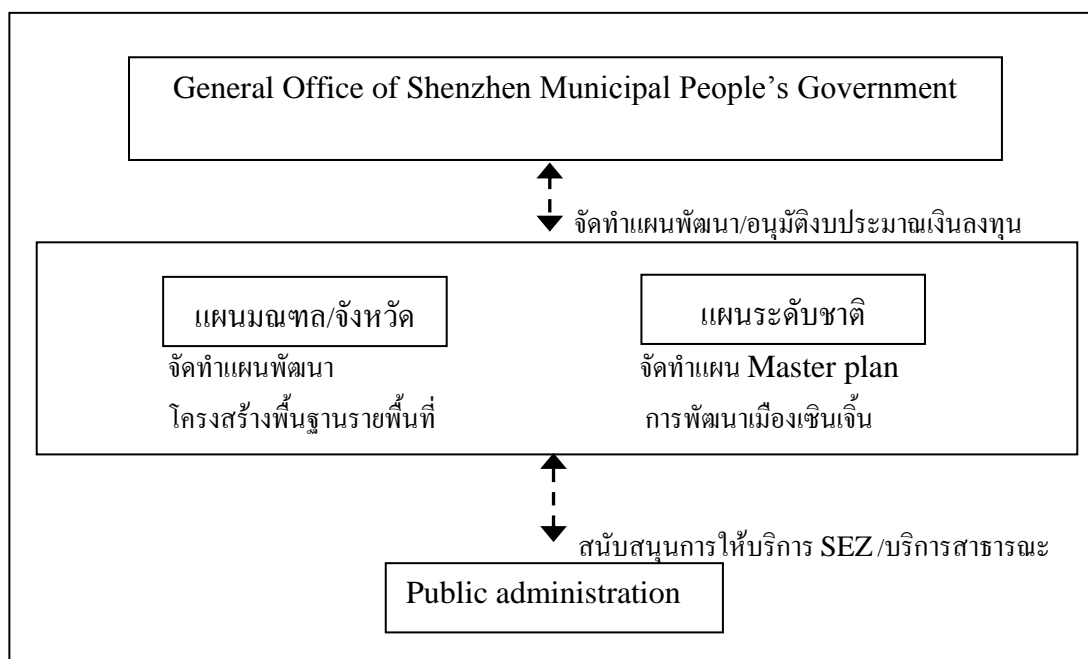 General Office of Shenzhen Municipal People’s Government
จัดทำแผนพัฒนา/อนุมัติงบประมาณเงินลงทุน
แผนมณฑล/จังหวัด
จัดทำแผนพัฒนา
โครงสร้างพื้นฐานรายพื้นที่
แผนระดับชาติ
จัดทำแผน Master plan
การพัฒนาเมืองเซินเจิ้น
สนับสนุนการให้บริการ SEZ /บริการสาธารณะ
Public administration